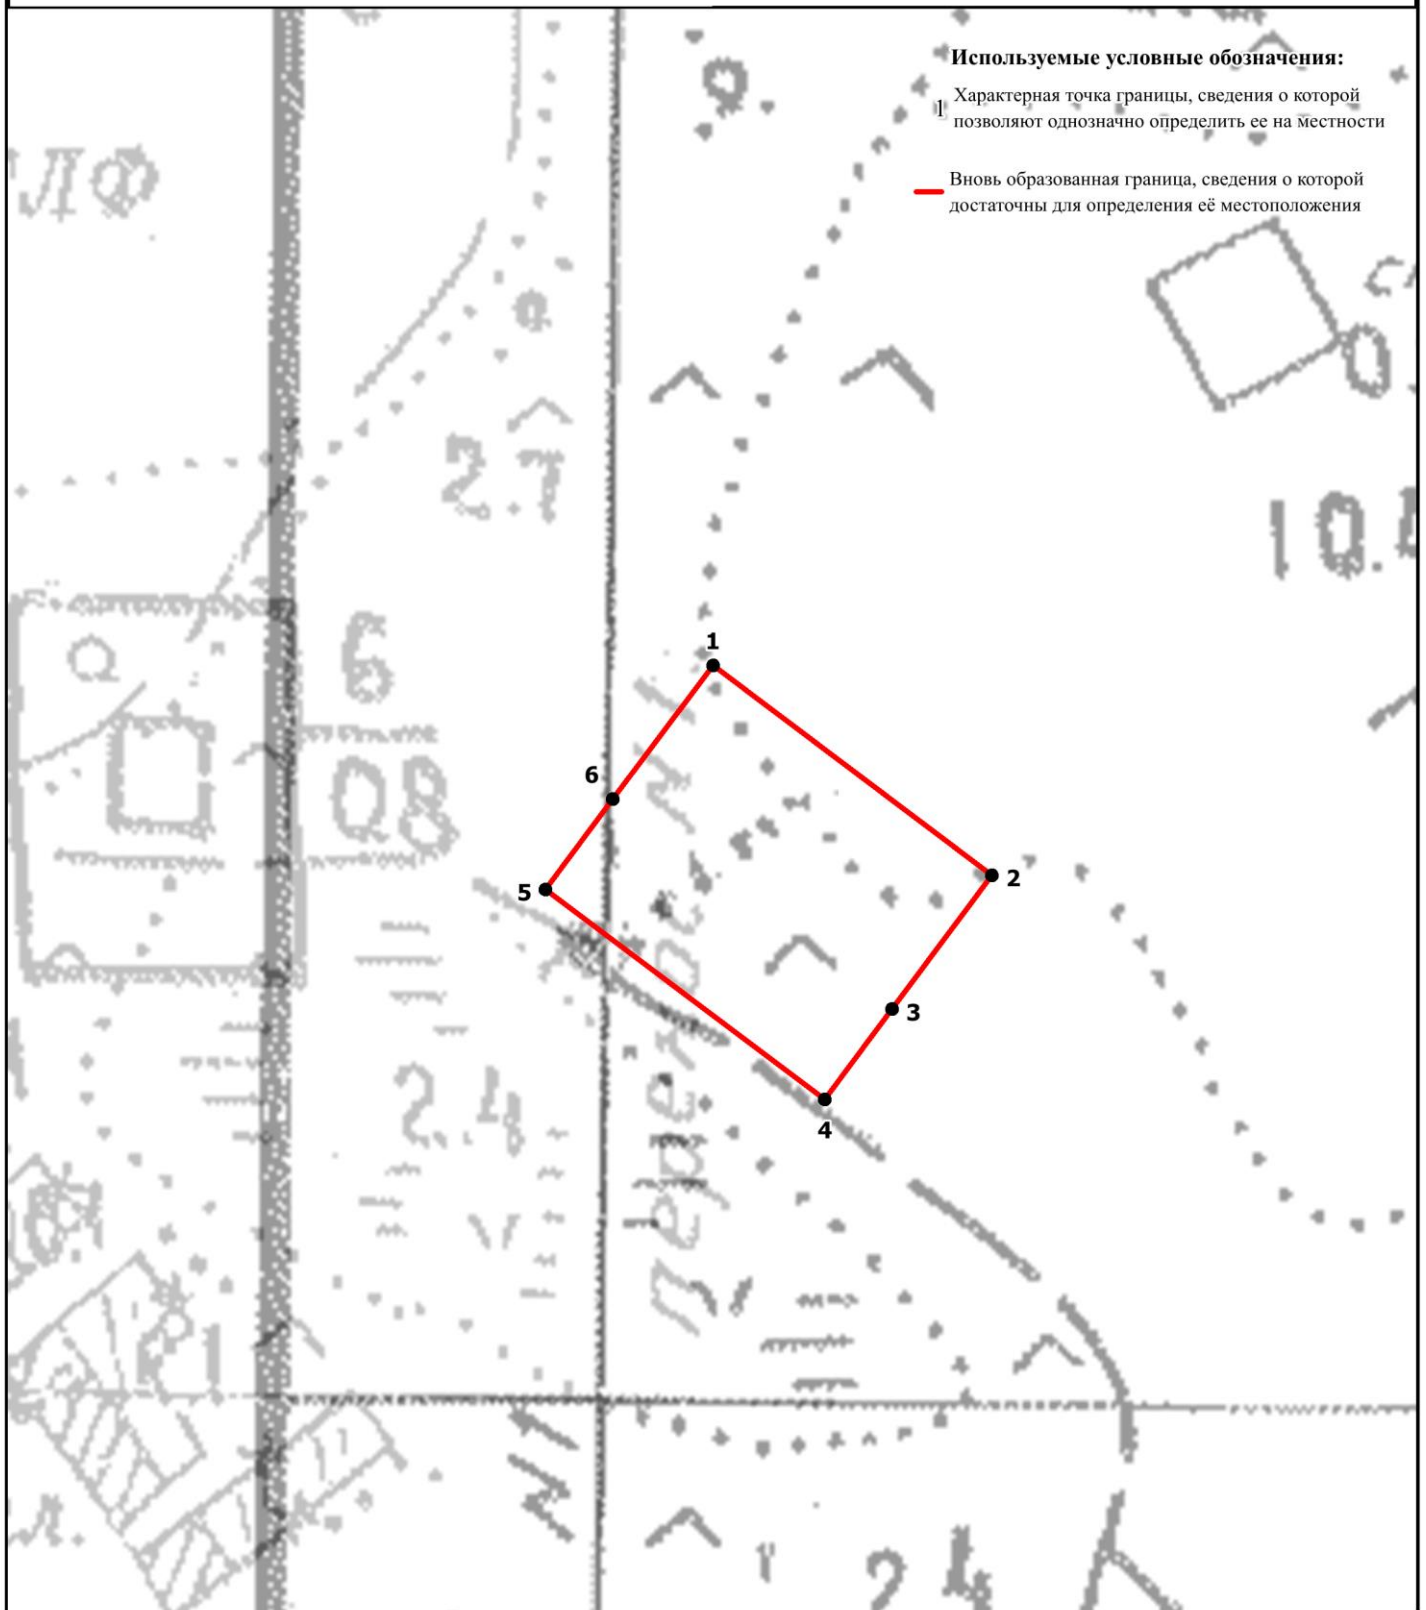 Используемые условные обозначения:
1 Характерная точка границы, сведения о которой
позволяют однозначно определить ее на местности
Вновь образованная граница, сведения о которой
достаточны для определения её местоположения
2.7
10.
6
08
1
6
5
2
3
4
2.4
24